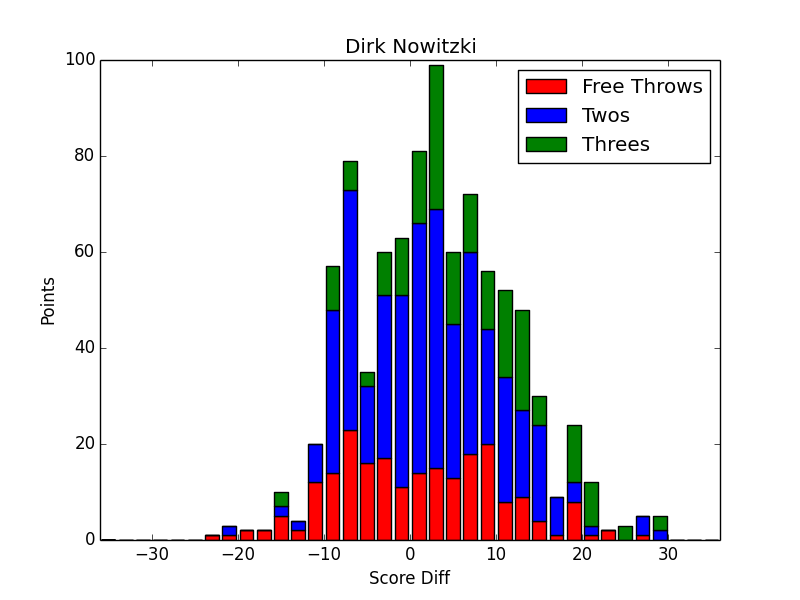 Dirk Nowitzki
100
80
60
40
20
0
Points
Free Throws
Twos
Threes
−30 −20 −10 0 10 20 30
Score Diff